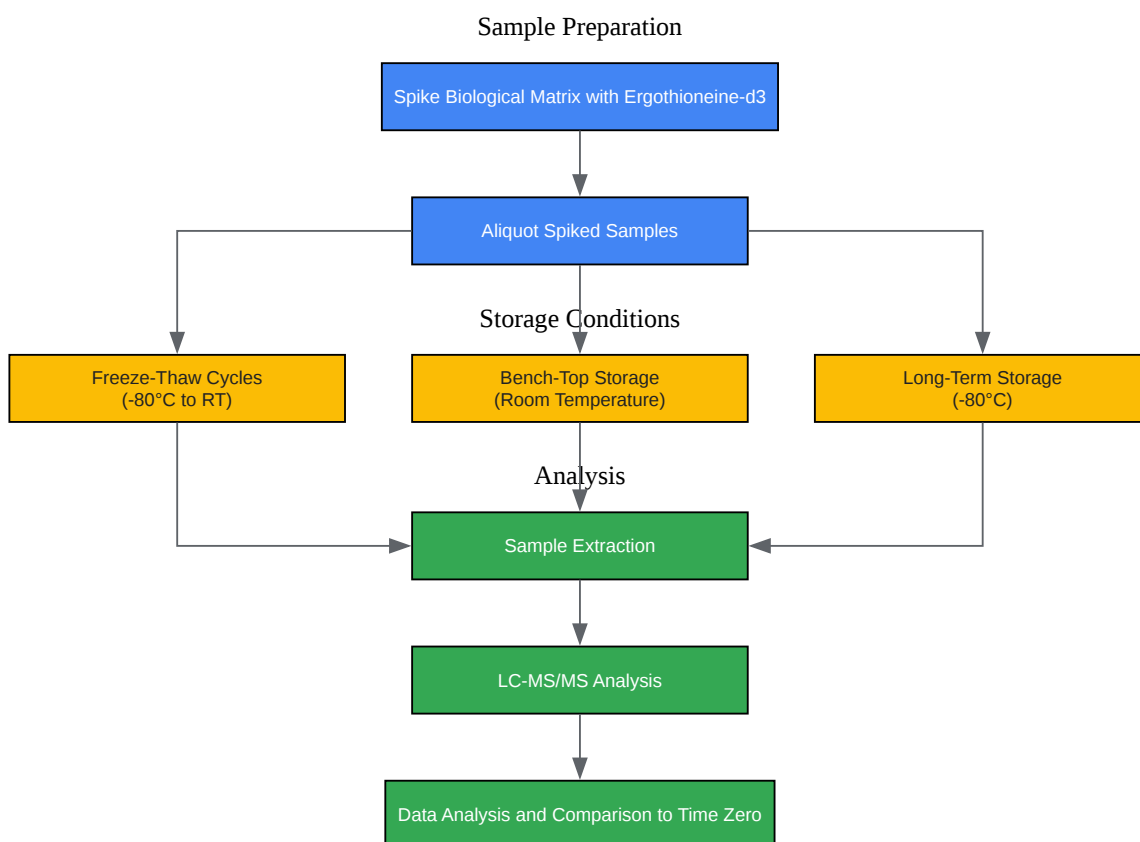 Sample Preparation
Spike Biological Matrix with Ergothioneine-d3
Aliquot Spiked Samples
Storage Conditions
Freeze-Thaw Cycles
(-80°C to RT)
Bench-Top Storage
(Room Temperature)
Long-Term Storage
(-80°C)
Analysis
Sample Extraction
LC-MS/MS Analysis
Data Analysis and Comparison to Time Zero